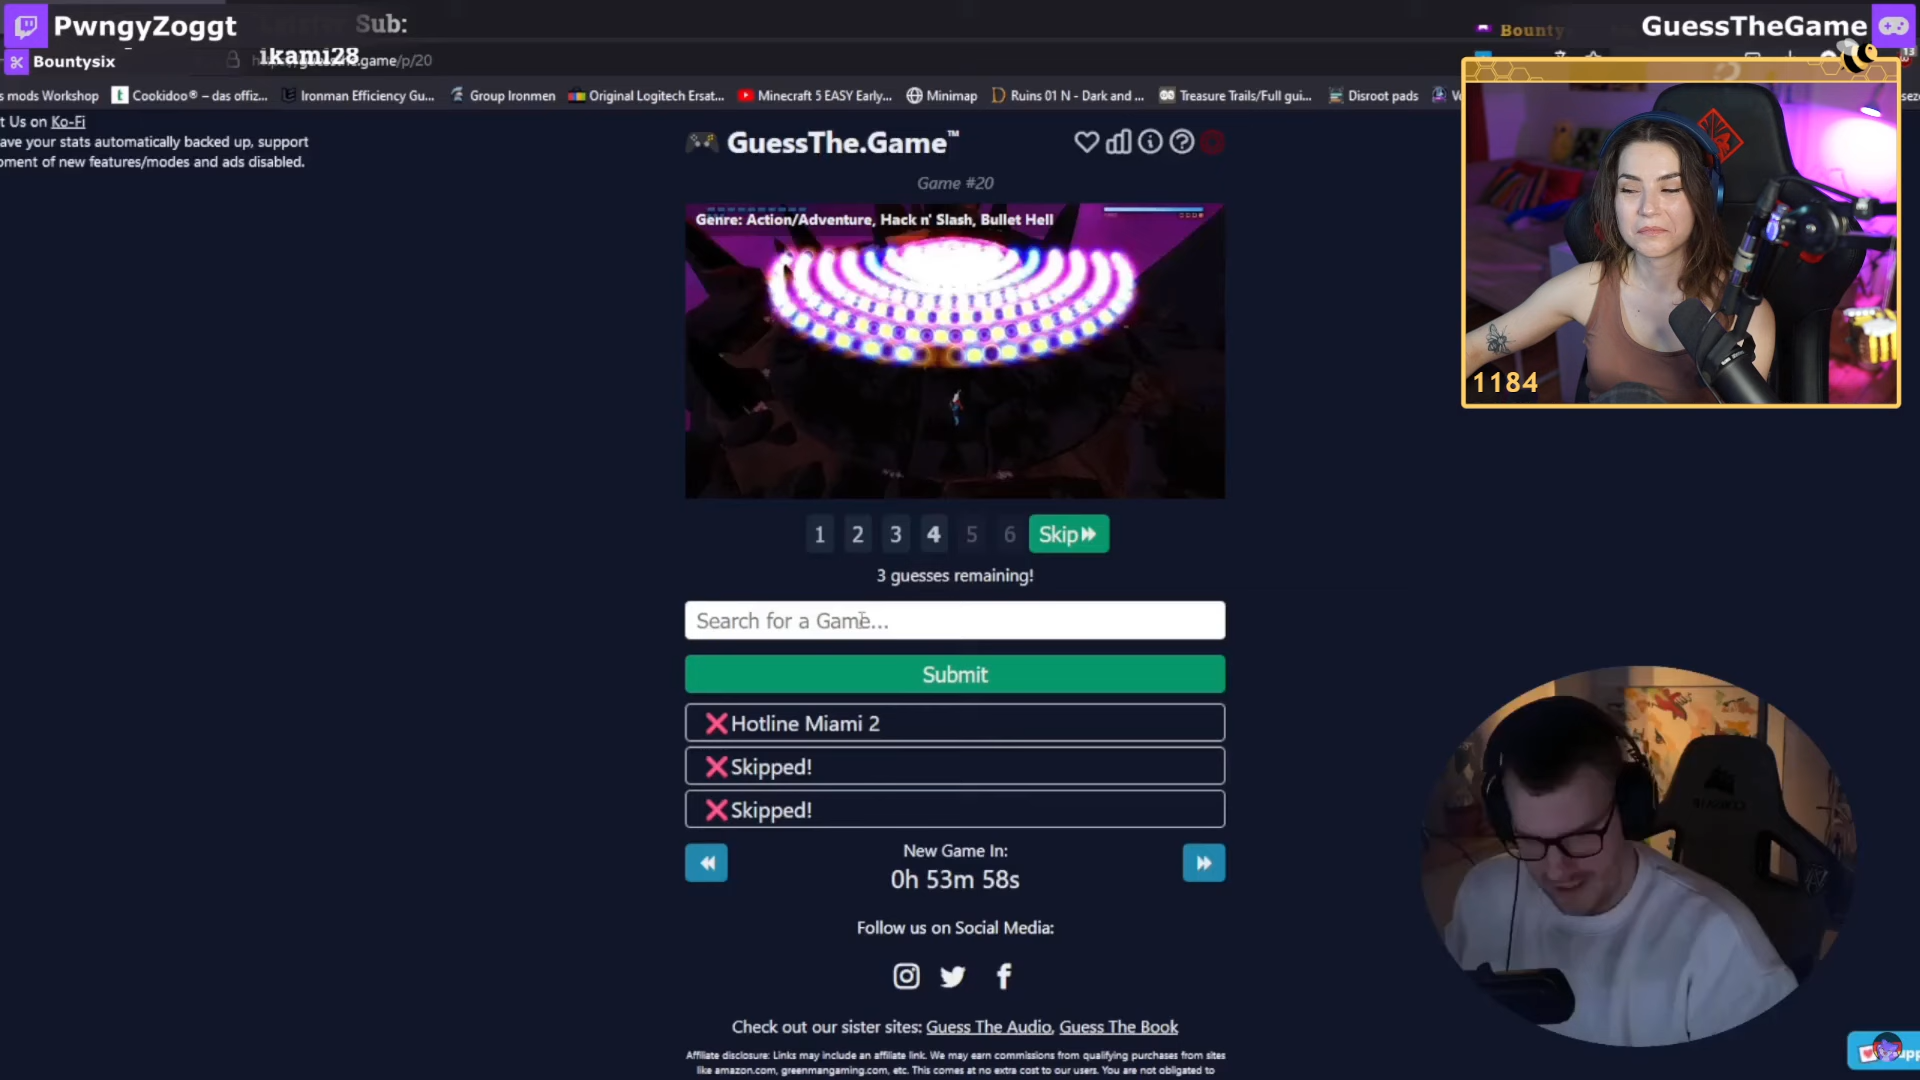 PwngyZoggt
Sub:
GuessTheGame
Bounty
Bountysix
ikami28
.game/p/20
13
s mods Workshop
Cookidoo® – das offiz...
Ironman Efficiency Gu...
Group Ironmen
Original Logitech Ersat...
Minecraft 5 EASY Early...
Minimap
Ruins 01 N - Dark and ...
Treasure Trails/Full gui...
Disroot pads
t Us on Ko-Fi
ave your stats automatically backed up, support
pment of new features/modes and ads disabled.
GuessThe.Game™
Game #20
Genre: Action/Adventure, Hack n' Slash, Bullet Hell
1184
1 2 3 4 5 6 Skip
3 guesses remaining!
Search for a Game...
Submit
Hotline Miami 2
Skipped!
Skipped!
New Game In:
0h 53m 58s
Follow us on Social Media:
Check out our sister sites: Guess The Audio, Guess The Book
Affiliate disclosure: Links may include an affiliate link. We may earn commissions from qualifying purchases from sites
like amazon.com, greenmangaming.com, etc. This comes at no extra cost to our users. You are not obligated to